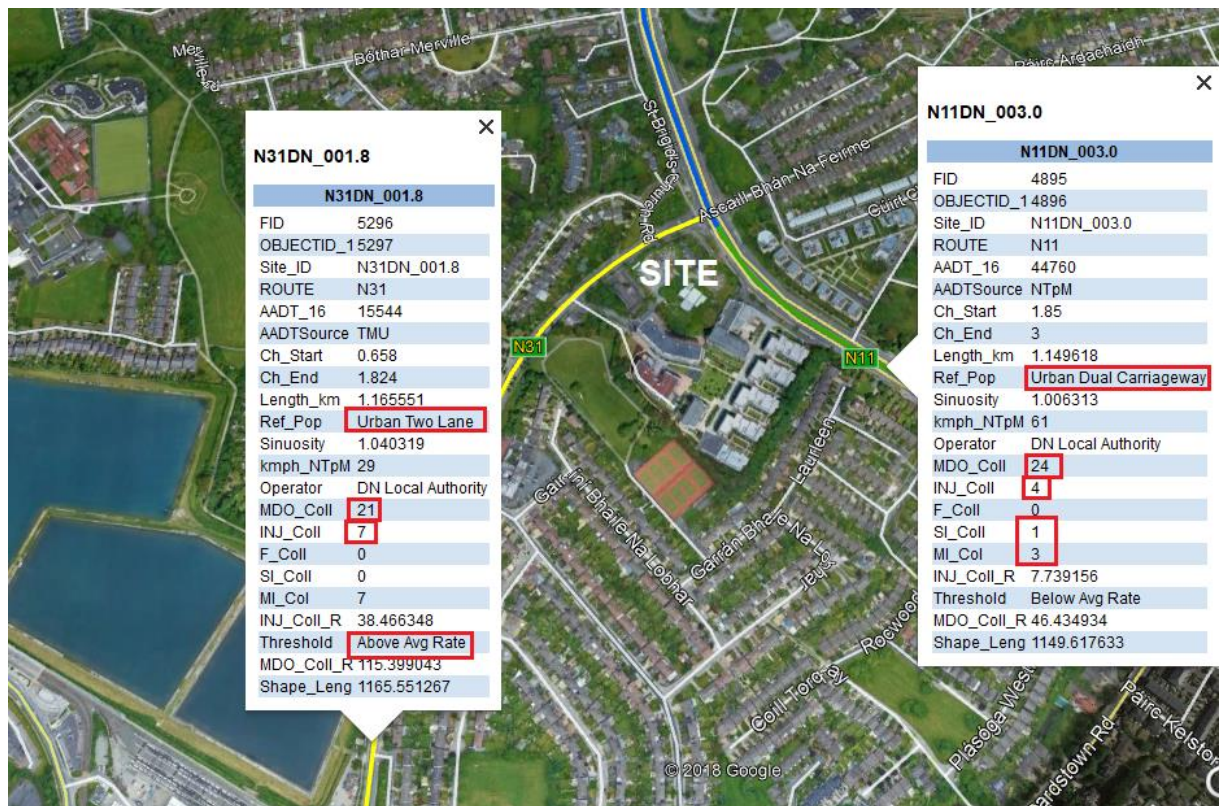 Bóthar Merville
Páirc Ardachaidh
St Brigid's Church Rd
Ascaill Bhán Na Feirme
SITE
N31
N11
Laurleen
Plásóga West
© 2018 Google
N31DN_001.8
N31DN_001.8
FID 5296
OBJECTID_1 5297
Site_ID N31DN_001.8
ROUTE N31
AADT_16 15544
AADTSource TMU
Ch_Start 0.658
Ch_End 1.824
Length_km 1.165551
Ref_Pop Urban Two Lane
Sinuosity 1.040319
kmph_NTpM 29
Operator DN Local Authority
MDO_Coll 21
INJ_Coll 7
F_Coll 0
SI_Coll 0
MI_Col 7
INJ_Coll_R 38.466348
Threshold Above Avg Rate
MDO_Coll_R 115.399043
Shape_Leng 1165.551267
N11DN_003.0
N11DN_003.0
FID 4895
OBJECTID_1 4896
Site_ID N11DN_003.0
ROUTE N11
AADT_16 44760
AADTSource NTpM
Ch_Start 1.85
Ch_End 3
Length_km 1.149618
Ref_Pop Urban Dual Carriageway
Sinuosity 1.006313
kmph_NTpM 61
Operator DN Local Authority
MDO_Coll 24
INJ_Coll 4
F_Coll 0
SI_Coll 1
MI_Col 3
INJ_Coll_R 7.739156
Threshold Below Avg Rate
MDO_Coll_R 46.434934
Shape_Leng 1149.617633